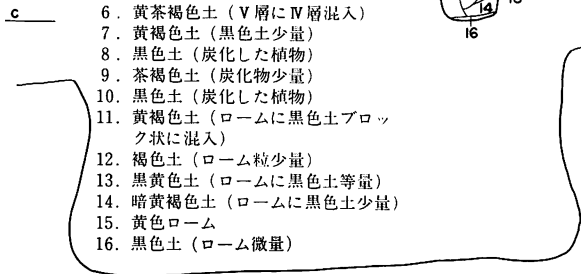 c
6．黄茶褐色土（Ⅴ層にⅣ層混入）
7．黄褐色土（黒色土少量）
8．黒色土（炭化した植物）
9．茶褐色土（炭化物少量）
10．黒色土（炭化した植物）
11．黄褐色土（ロームに黒色土ブロッ
ク状に混入）
12．褐色土（ローム粒少量）
13．黒黄色土（ロームに黒色土等量）
14．暗黄褐色土（ロームに黒色土少量）
15．黄色ローム
16．黒色土（ローム微量）
14
16